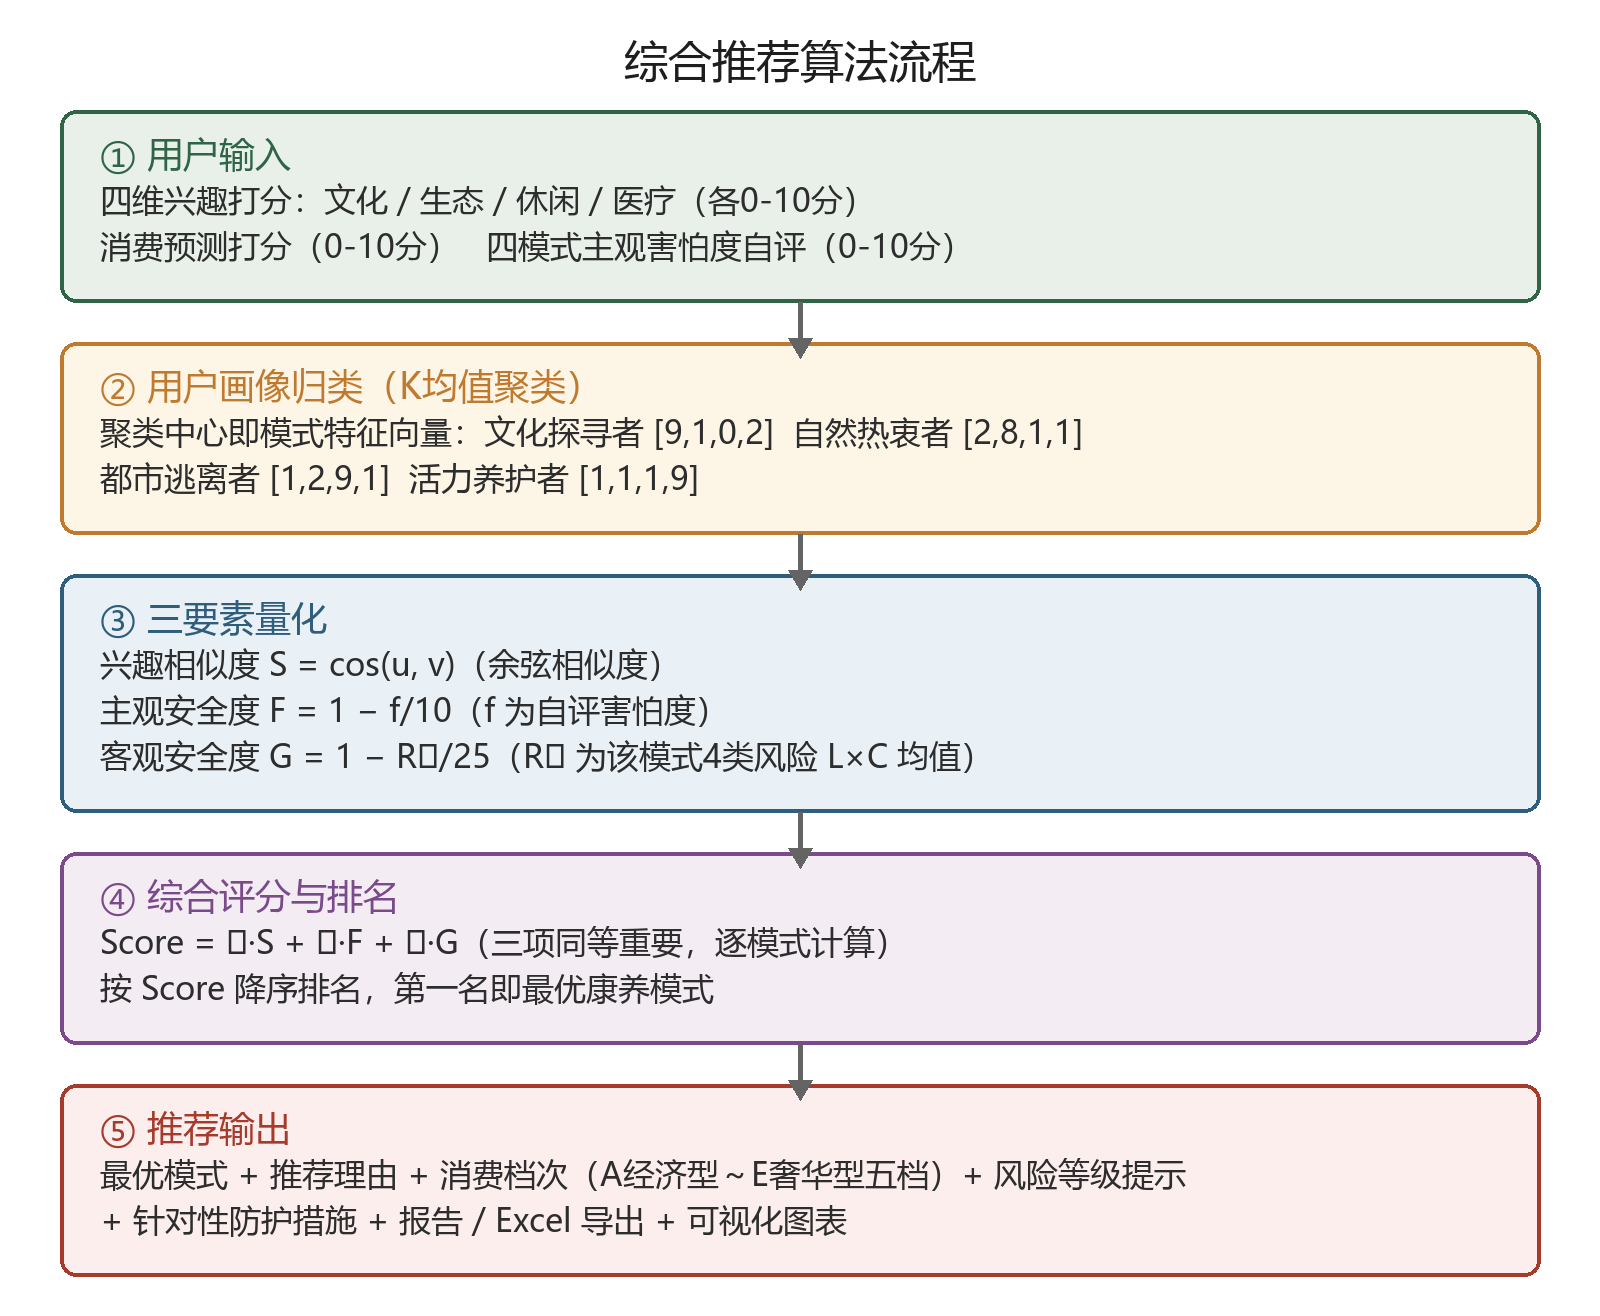 综合推荐算法流程
① 用户输入
四维兴趣打分：文化 / 生态 / 休闲 / 医疗（各0-10分）
消费预测打分（0-10分） 四模式主观害怕度自评（0-10分）
② 用户画像归类（K均值聚类）
聚类中心即模式特征向量：文化探寻者 [9,1,0,2] 自然热衷者 [2,8,1,1]
都市逃离者 [1,2,9,1] 活力养护者 [1,1,1,9]
③ 三要素量化
兴趣相似度 S = cos(u, v)（余弦相似度）
主观安全度 F = 1 − f/10（f 为自评害怕度）
客观安全度 G = 1 − R▯/25（R▯ 为该模式4类风险 L×C 均值）
④ 综合评分与排名
Score = ▯·S + ▯·F + ▯·G（三项同等重要，逐模式计算）
按 Score 降序排名，第一名即最优康养模式
⑤ 推荐输出
最优模式 + 推荐理由 + 消费档次（A经济型～E奢华型五档）+ 风险等级提示
+ 针对性防护措施 + 报告 / Excel 导出 + 可视化图表